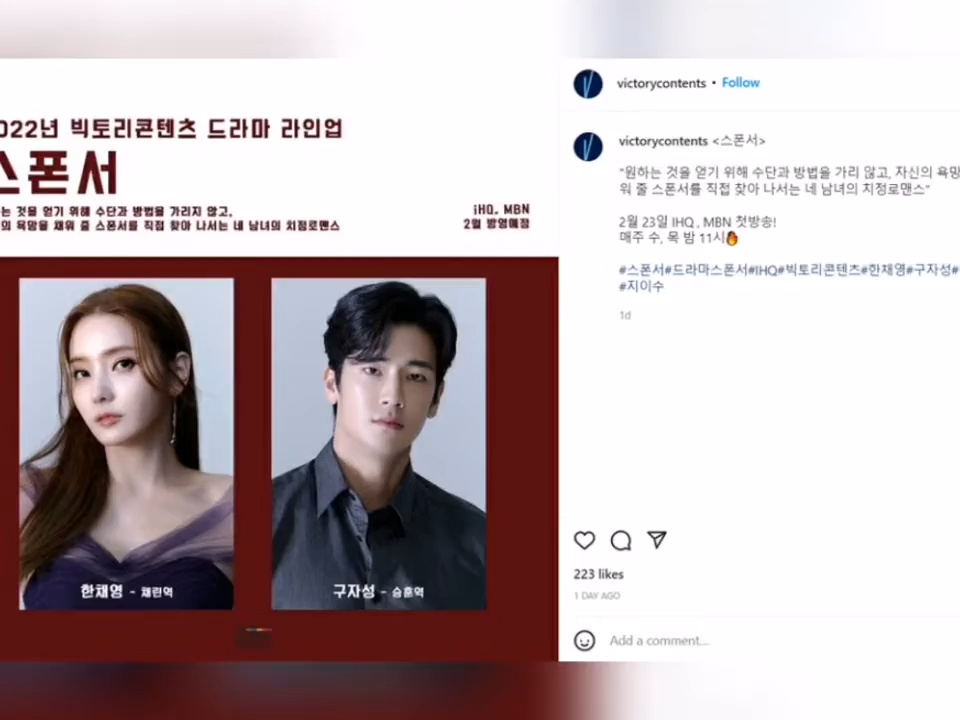 022년 빅토리콘텐츠 드라마 라인업
스폰서
는 것을 얻기 위해 수단과 방법을 가리지 않고,
의 욕망을 채워 줄 스폰서를 직접 찾아 나서는 네 남녀의 치정로맨스
iHQ, MBN
2월 방영예정
한채영 - 채린역
구자성 - 승훈역
victorycontents • Follow
victorycontents <스폰서>
"원하는 것을 얻기 위해 수단과 방법을 가리 않고, 자신의 욕망
워 줄 스폰서를 직접 찾아 나서는 네 남녀의 치정로맨스"
2월 23일 IHQ , MBN 첫방송!
매주 수, 목 밤 11시🔥
#스폰서#드라마스폰서#IHQ#빅토리콘텐츠#한채영#구자성#
#지이수
1d
223 likes
1 DAY AGO
Add a comment...